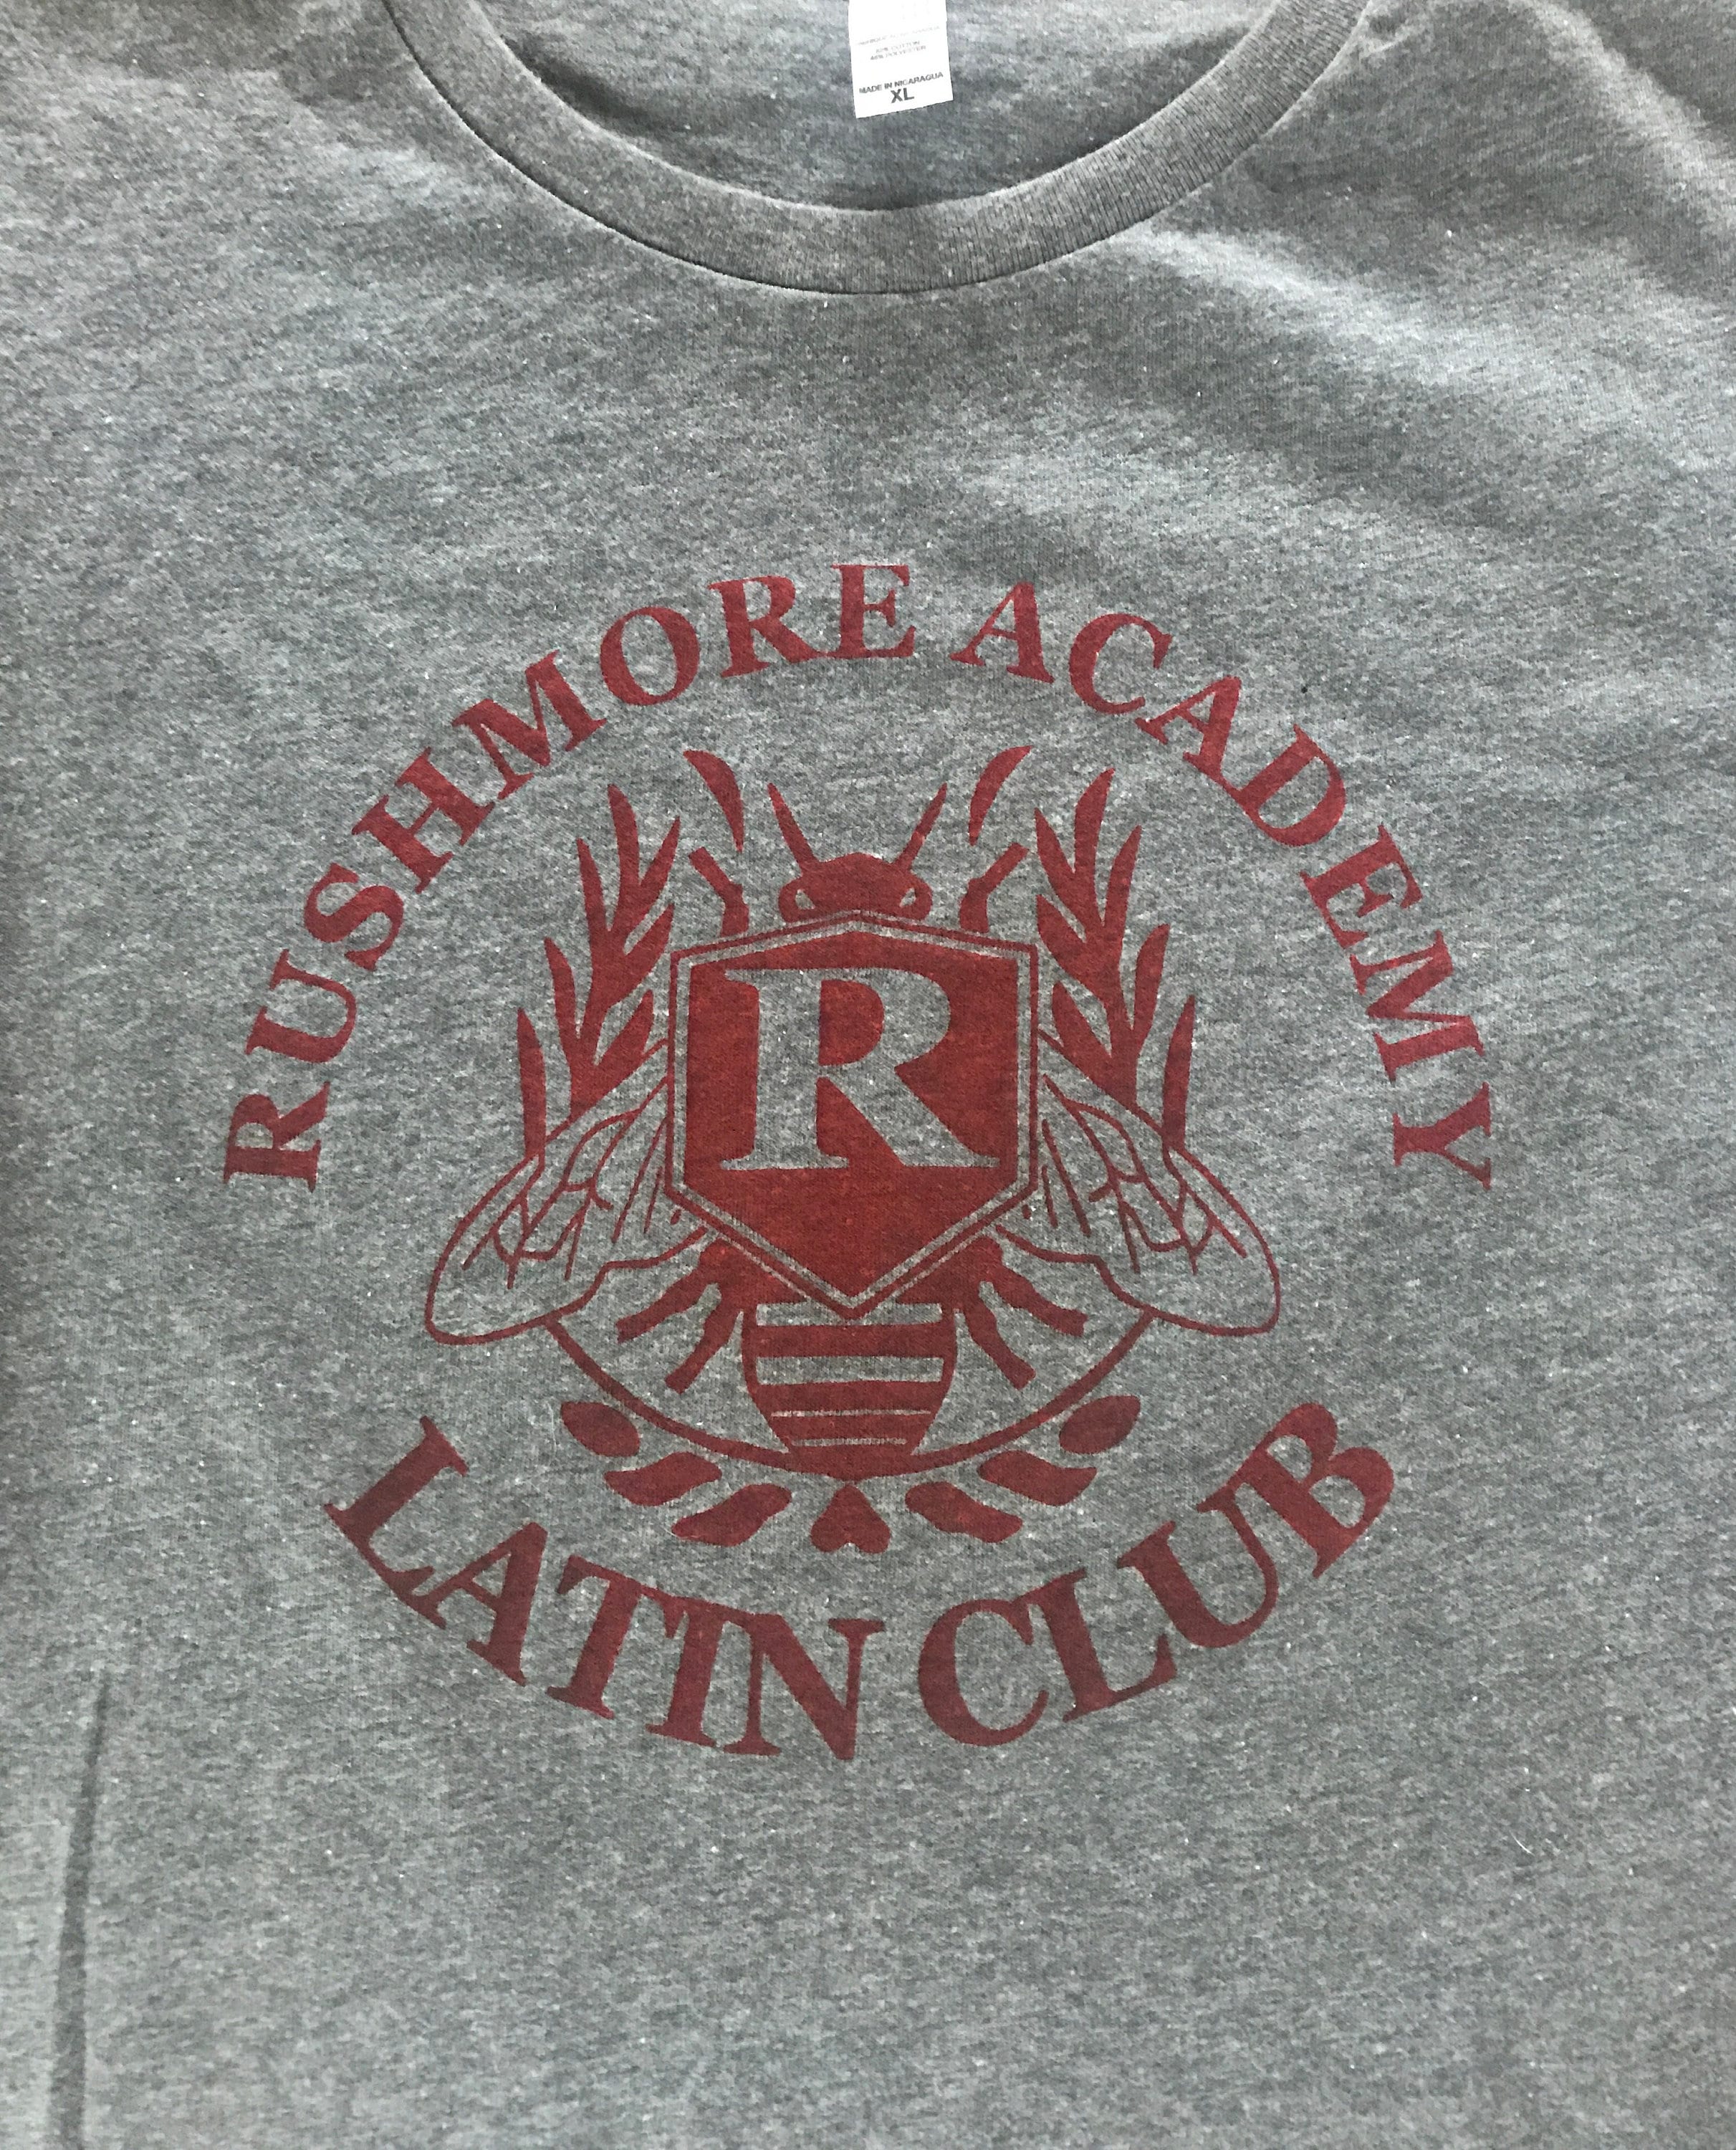 MADE IN NICARAGUA
XL
RUSHMORE ACADEMY
R
LATIN CLUB